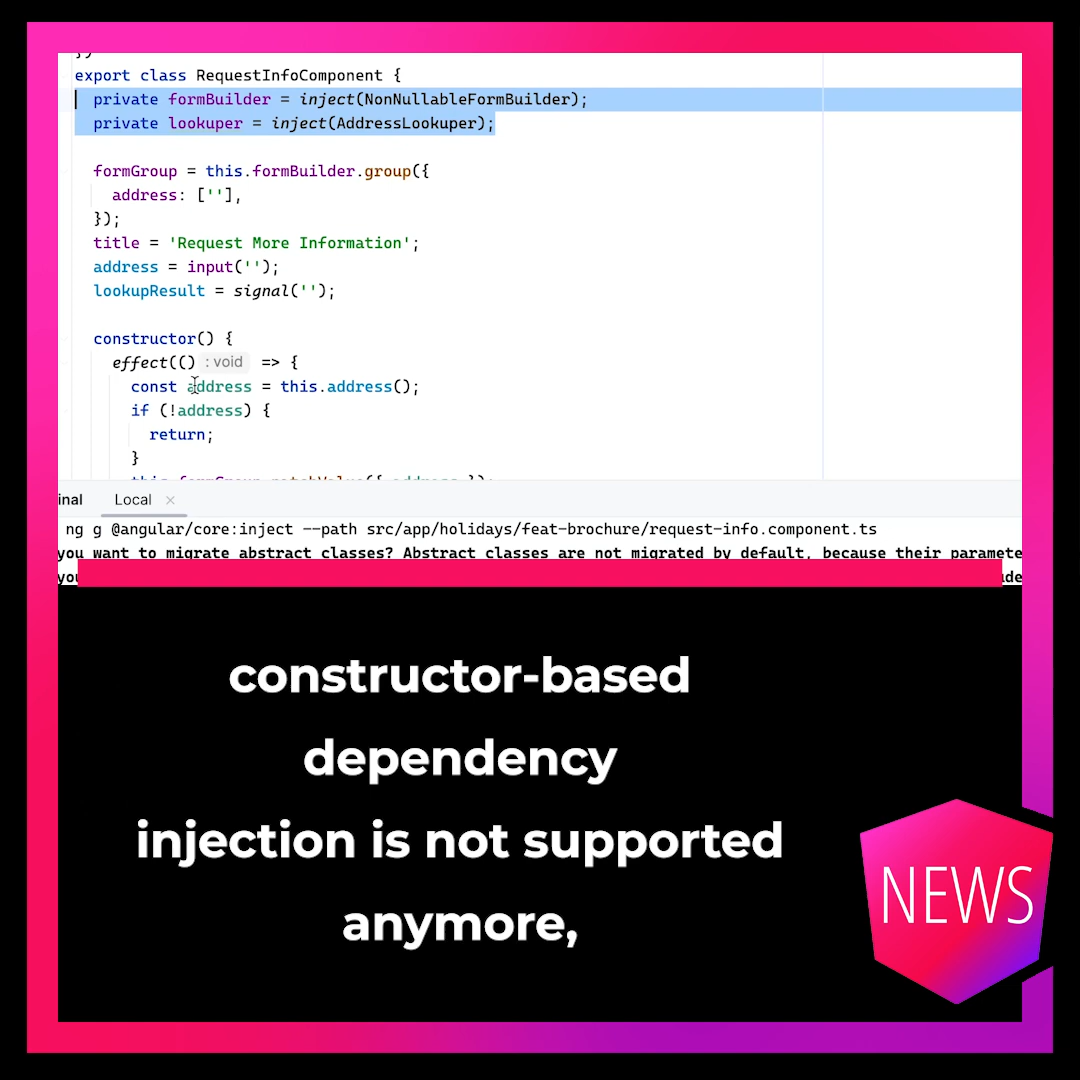 export class RequestInfoComponent {
private formBuilder = inject(NonNullableFormBuilder);
private lookuper = inject(AddressLookuper);
formGroup = this.formBuilder.group({
address: [''],
});
title = 'Request More Information';
address = input('');
lookupResult = signal('');
constructor() {
effect(() : void => {
const address = this.address();
if (!address) {
return;
}
inal Local ×
ng g @angular/core:inject --path src/app/holidays/feat-brochure/request-info.component.ts
you want to migrate abstract classes? Abstract classes are not migrated by default, because their paramete
constructor-based
dependency
injection is not supported
anymore,
NEWS